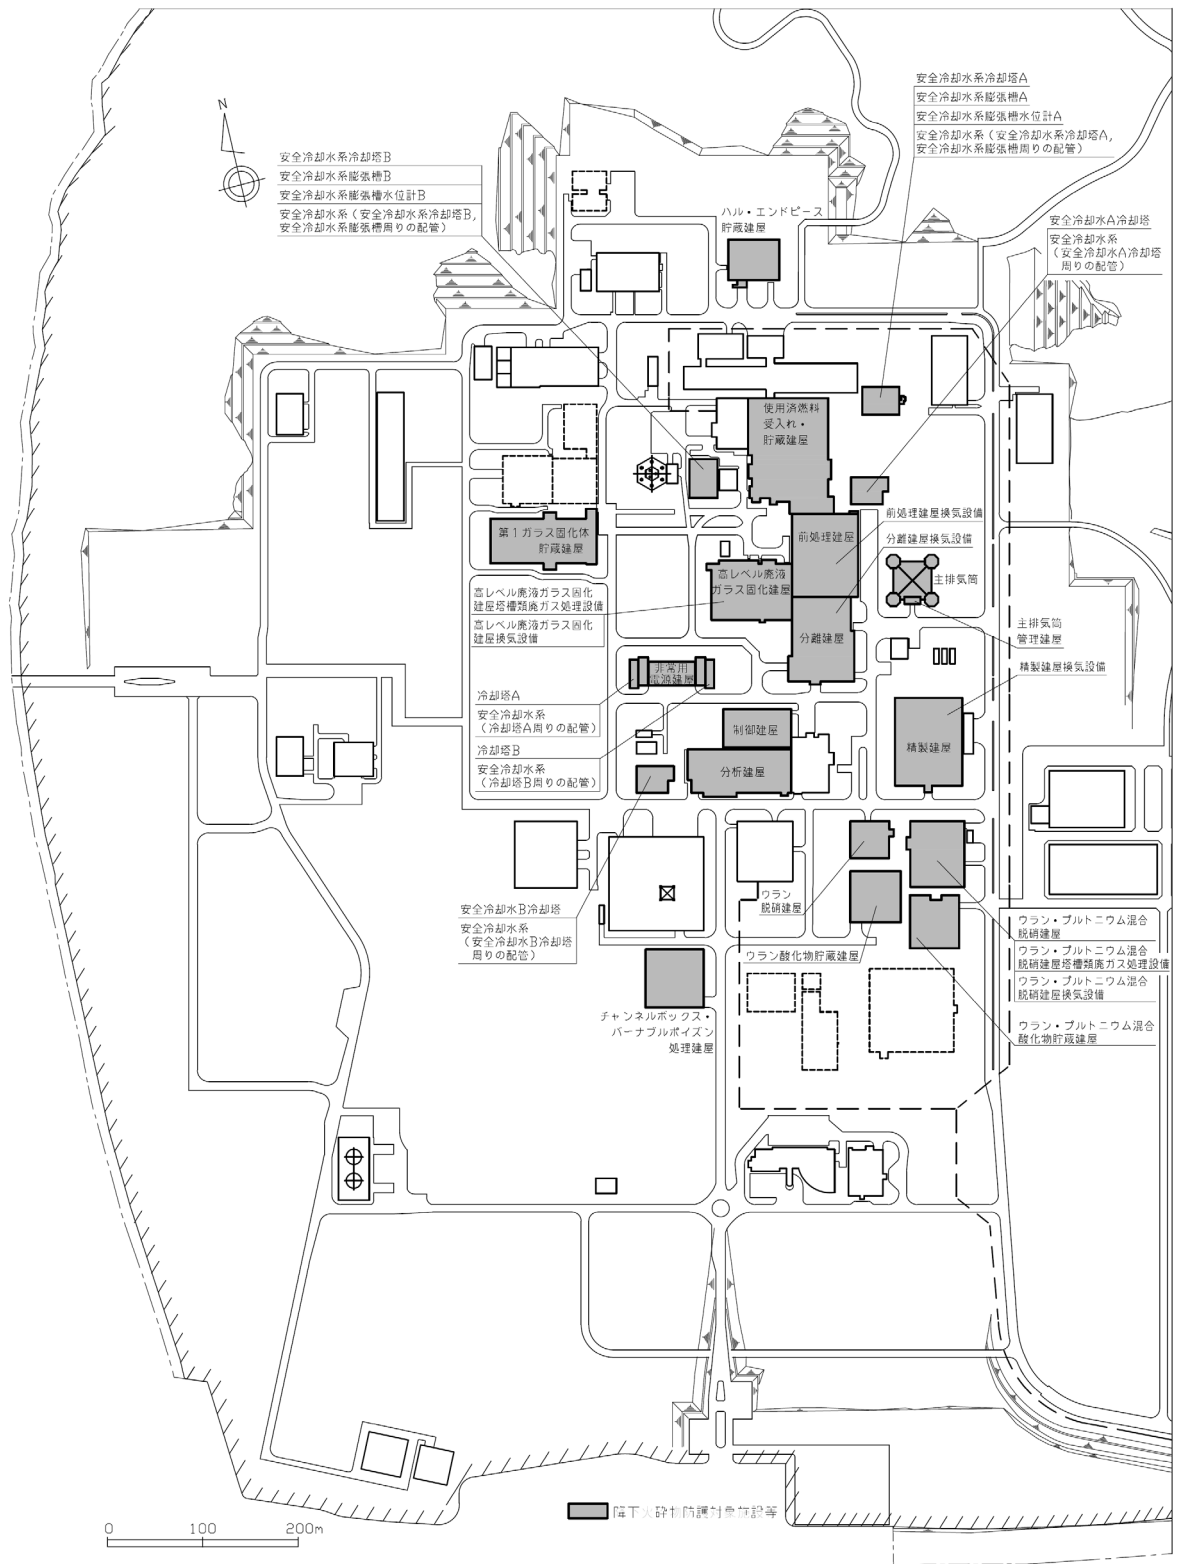 安全冷却水系冷却塔A
安全冷却水系膨張槽A
安全冷却水系膨張槽水位計A
安全冷却水系(安全冷却水系冷却塔A,
安全冷却水系膨張槽周りの配管)
N
安全冷却水系冷却塔B
安全冷却水系膨張槽B
安全冷却水系膨張槽水位計B
安全冷却水系(安全冷却水系冷却塔B,
安全冷却水系膨張槽周りの配管)
ハル・エンドピース
貯蔵建屋
安全冷却水A冷却塔
安全冷却水系
(安全冷却水A冷却塔
周りの配管)
使用済燃料
受入れ・
貯蔵建屋
前処理建屋換気設備
分離建屋換気設備
第1ガラス固化体
貯蔵建屋
前処理建屋
高レベル廃液
ガラス固化建屋
主排気筒
高レベル廃液ガラス固化
建屋塔槽類廃ガス処理設備
高レベル廃液ガラス固化
建屋換気設備
分離建屋
主排気筒
管理建屋
非常用
電源建屋
精製建屋換気設備
冷却塔A
安全冷却水系
(冷却塔A周りの配管)
冷却塔B
安全冷却水系
(冷却塔B周りの配管)
制御建屋
精製建屋
分析建屋
ウラン
脱硝建屋
安全冷却水B冷却塔
安全冷却水系
(安全冷却水B冷却塔
周りの配管)
ウラン・プルトニウム混合
脱硝建屋
ウラン酸化物貯蔵建屋
ウラン・プルトニウム混合
脱硝建屋塔槽類廃ガス処理設備
ウラン・プルトニウム混合
脱硝建屋換気設備
チャンネルボックス・
バーナブルポイズン
処理建屋
ウラン・プルトニウム混合
酸化物貯蔵建屋
降下火砕物防護対象施設等
0 100 200m